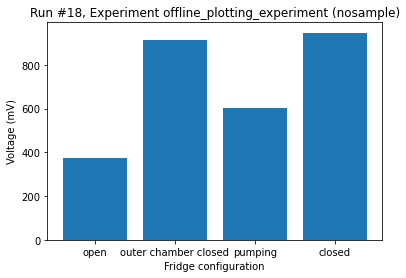 Run #18, Experiment offline_plotting_experiment (nosample)
800
600
400
200
0
Voltage (mV)
open outer chamber closed pumping closed
Fridge configuration